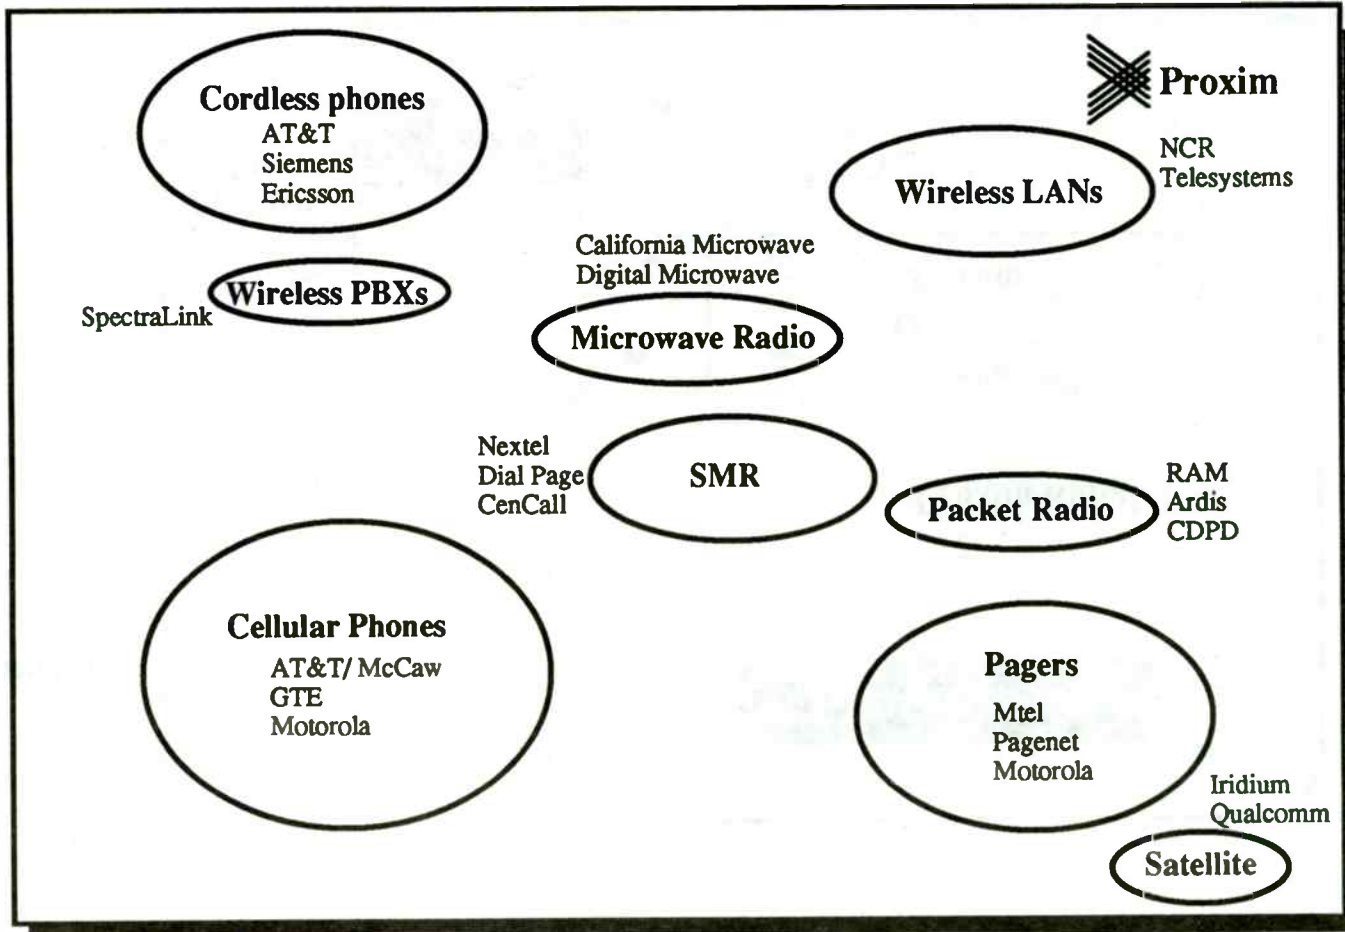 Cordless phones
AT&T
Siemens
Ericsson
Proxim
NCR
Telesystems
Wireless LANs
Wireless PBXs
SpectraLink
California Microwave
Digital Microwave
Microwave Radio
Nextel
Dial Page
CenCall
SMR
Packet Radio
RAM
Ardis
CDPD
Cellular Phones
AT&T/ McCaw
GTE
Motorola
Pagers
Mtel
Pagenet
Motorola
Iridium
Qualcomm
Satellite